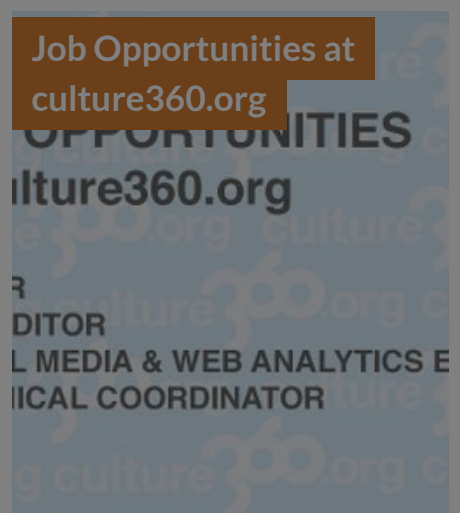 Job Opportunities at
culture360.org
OPPORTUNITIES
lture360.org
R
DITOR
L MEDIA & WEB ANALYTICS E
ICAL COORDINATOR